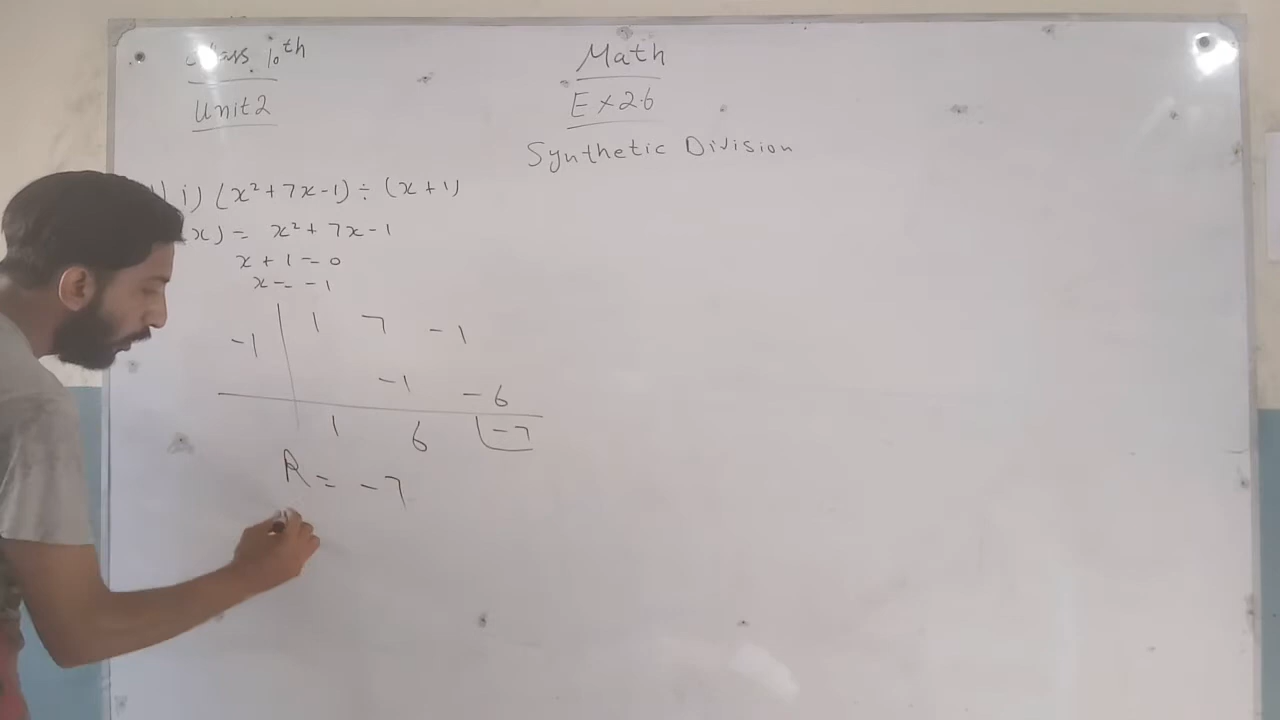 Class 10th
Math
Unit 2
Ex 2.6
Synthetic Division
i) (x²+7x-1) ÷ (x+1)
x) = x²+7x-1
x+1=0
x=-1
-1 | 1 7 -1
-1 -6
1 6 |-7
R = -7